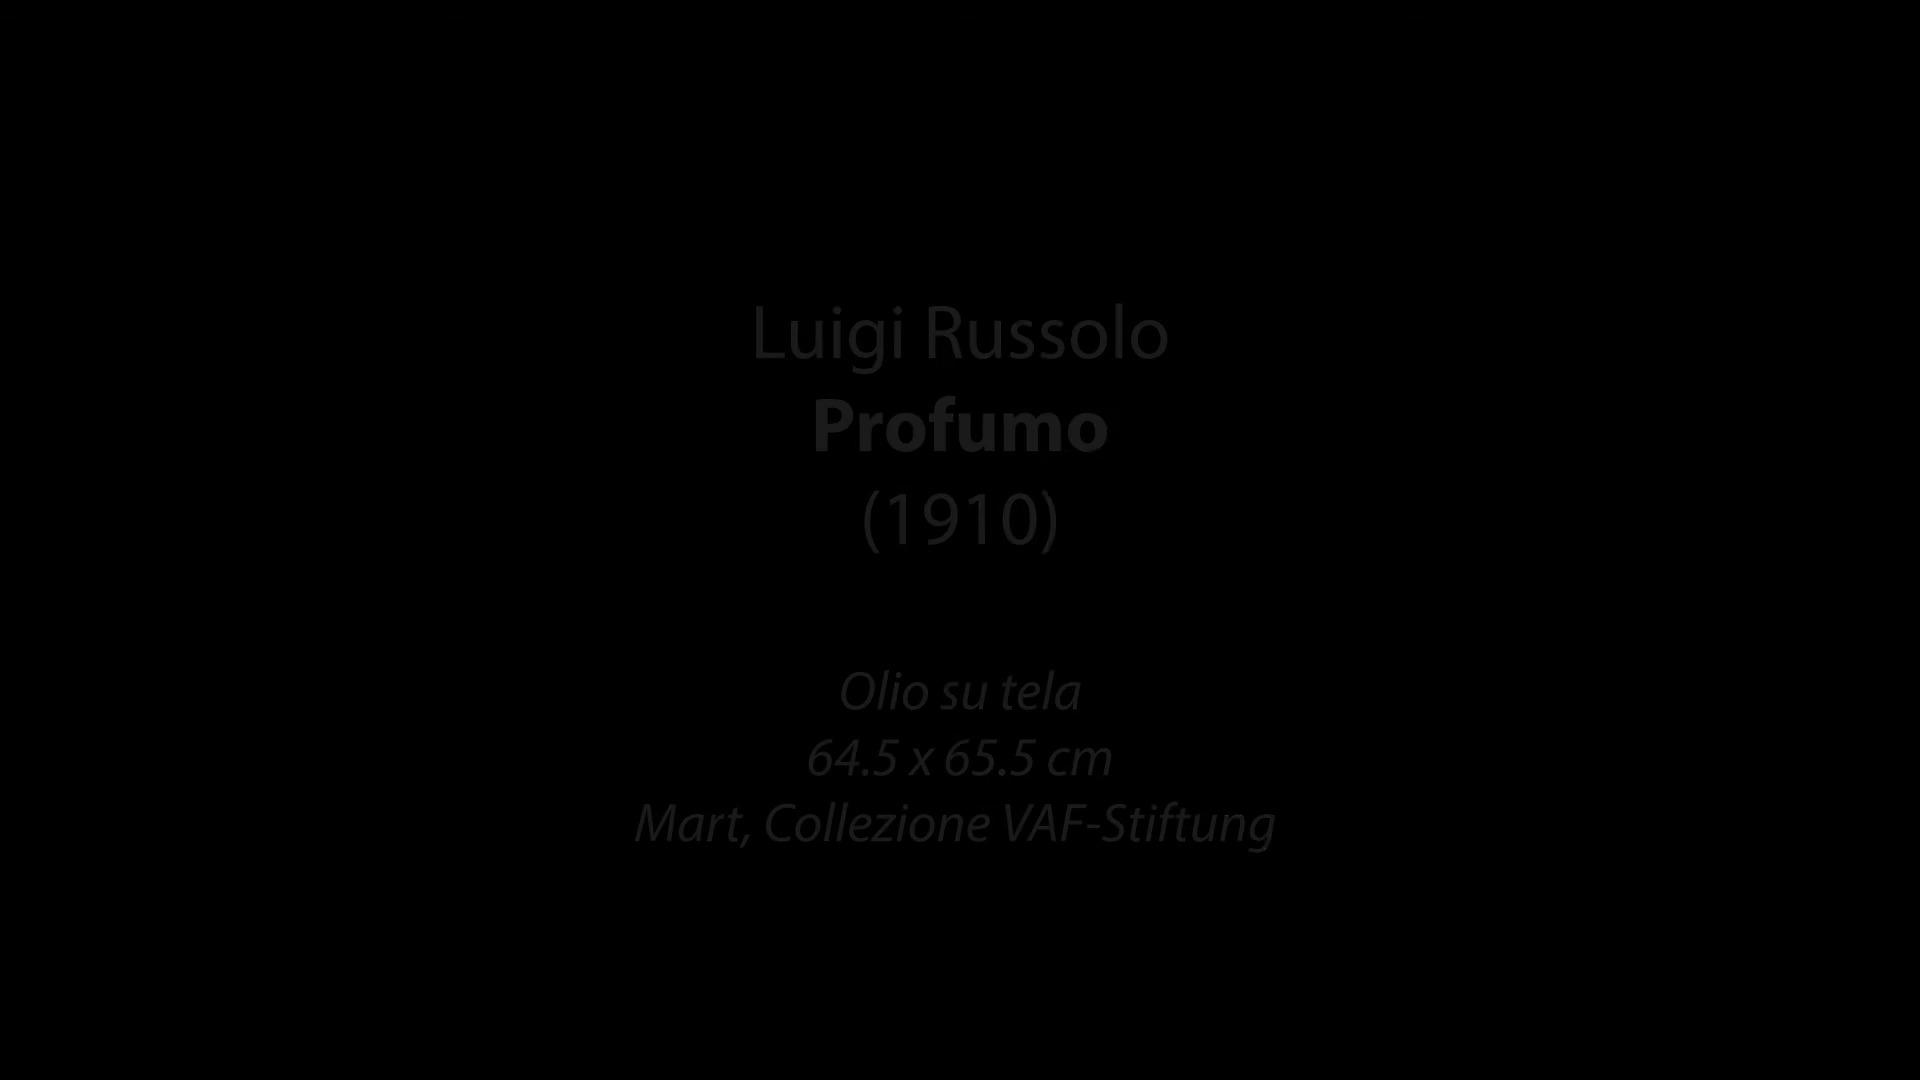 Luigi Russolo
Profumo
(1910)
Olio su tela
64.5 x 65.5 cm
Mart, Collezione VAF-Stiftung